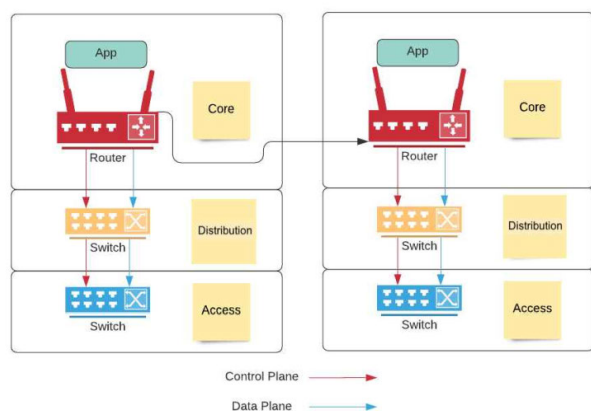 App
Core
Router
Distribution
Switch
Access
Switch
App
Core
Router
Distribution
Switch
Access
Switch
Control Plane
Data Plane